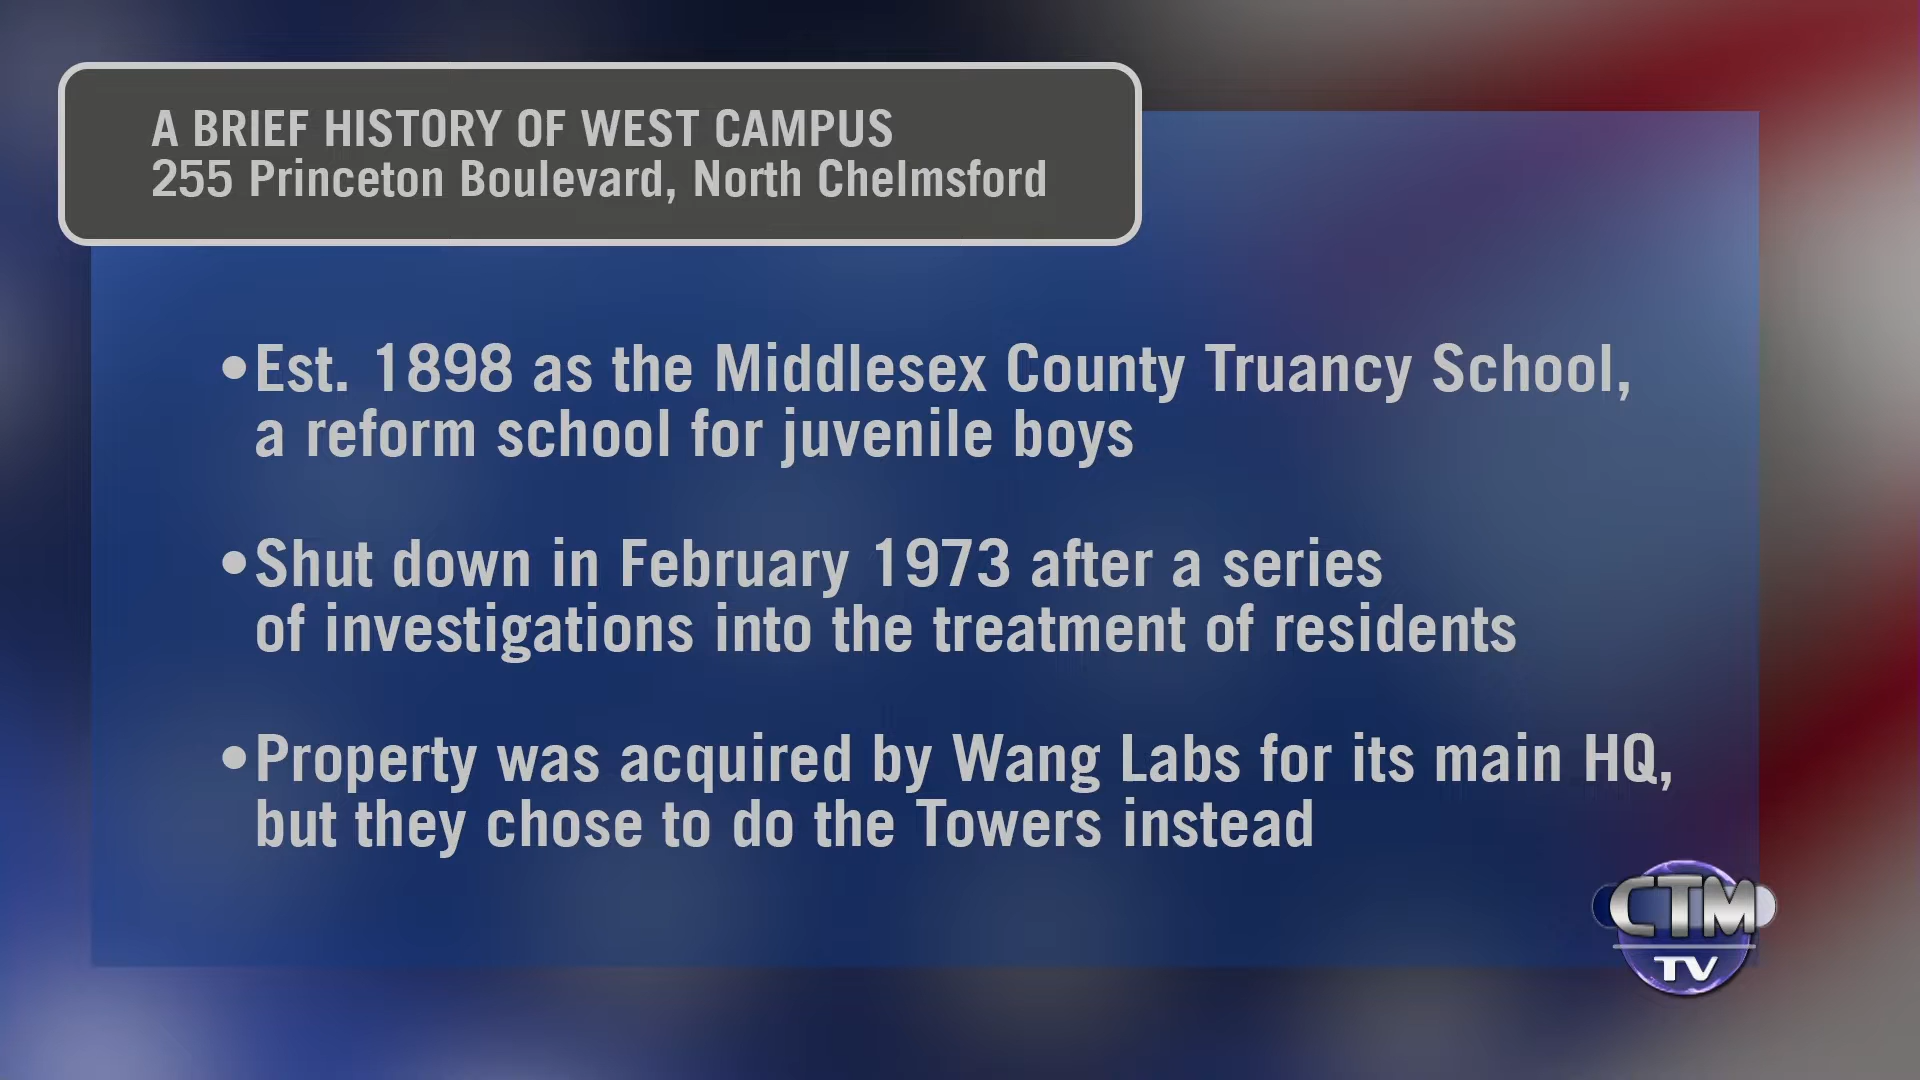 A BRIEF HISTORY OF WEST CAMPUS
255 Princeton Boulevard, North Chelmsford
•Est. 1898 as the Middlesex County Truancy School,
a reform school for juvenile boys
•Shut down in February 1973 after a series
of investigations into the treatment of residents
•Property was acquired by Wang Labs for its main HQ,
but they chose to do the Towers instead
CTM
TV